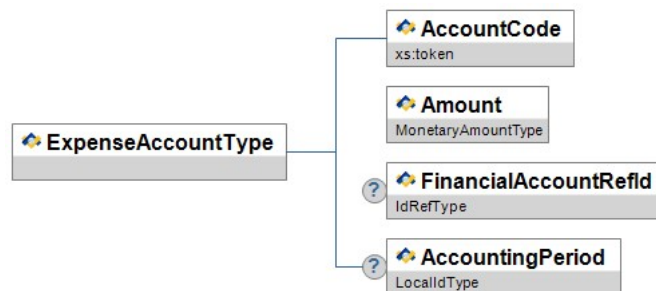 AccountCode
xs:token
Amount
MonetaryAmountType
ExpenseAccountType
?
FinancialAccountRefId
IdRefType
?
AccountingPeriod
LocalIdType